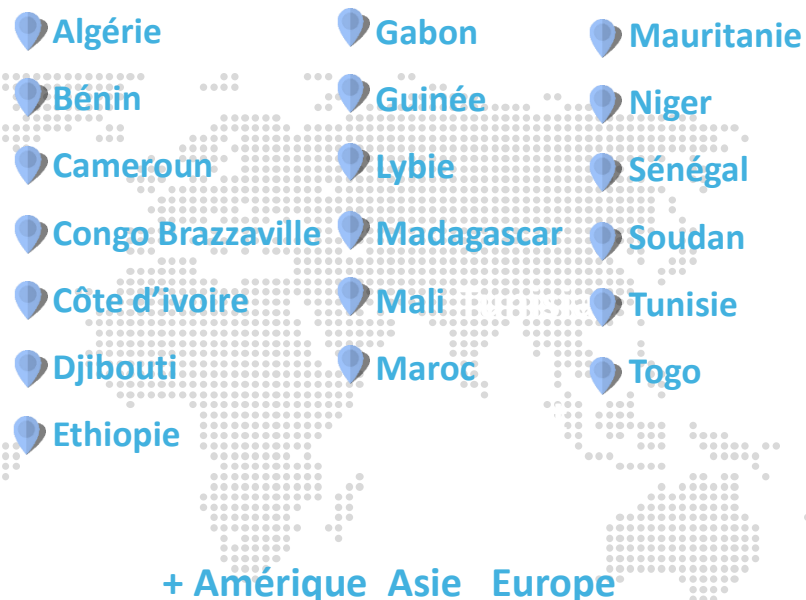 Algérie
Bénin
Cameroun
Congo Brazzaville
Côte d’ivoire
Djibouti
Ethiopie
Gabon
Guinée
Lybie
Madagascar
Mali
Maroc
Mauritanie
Niger
Sénégal
Soudan
Tunisie
Togo
+ Amérique Asie Europe